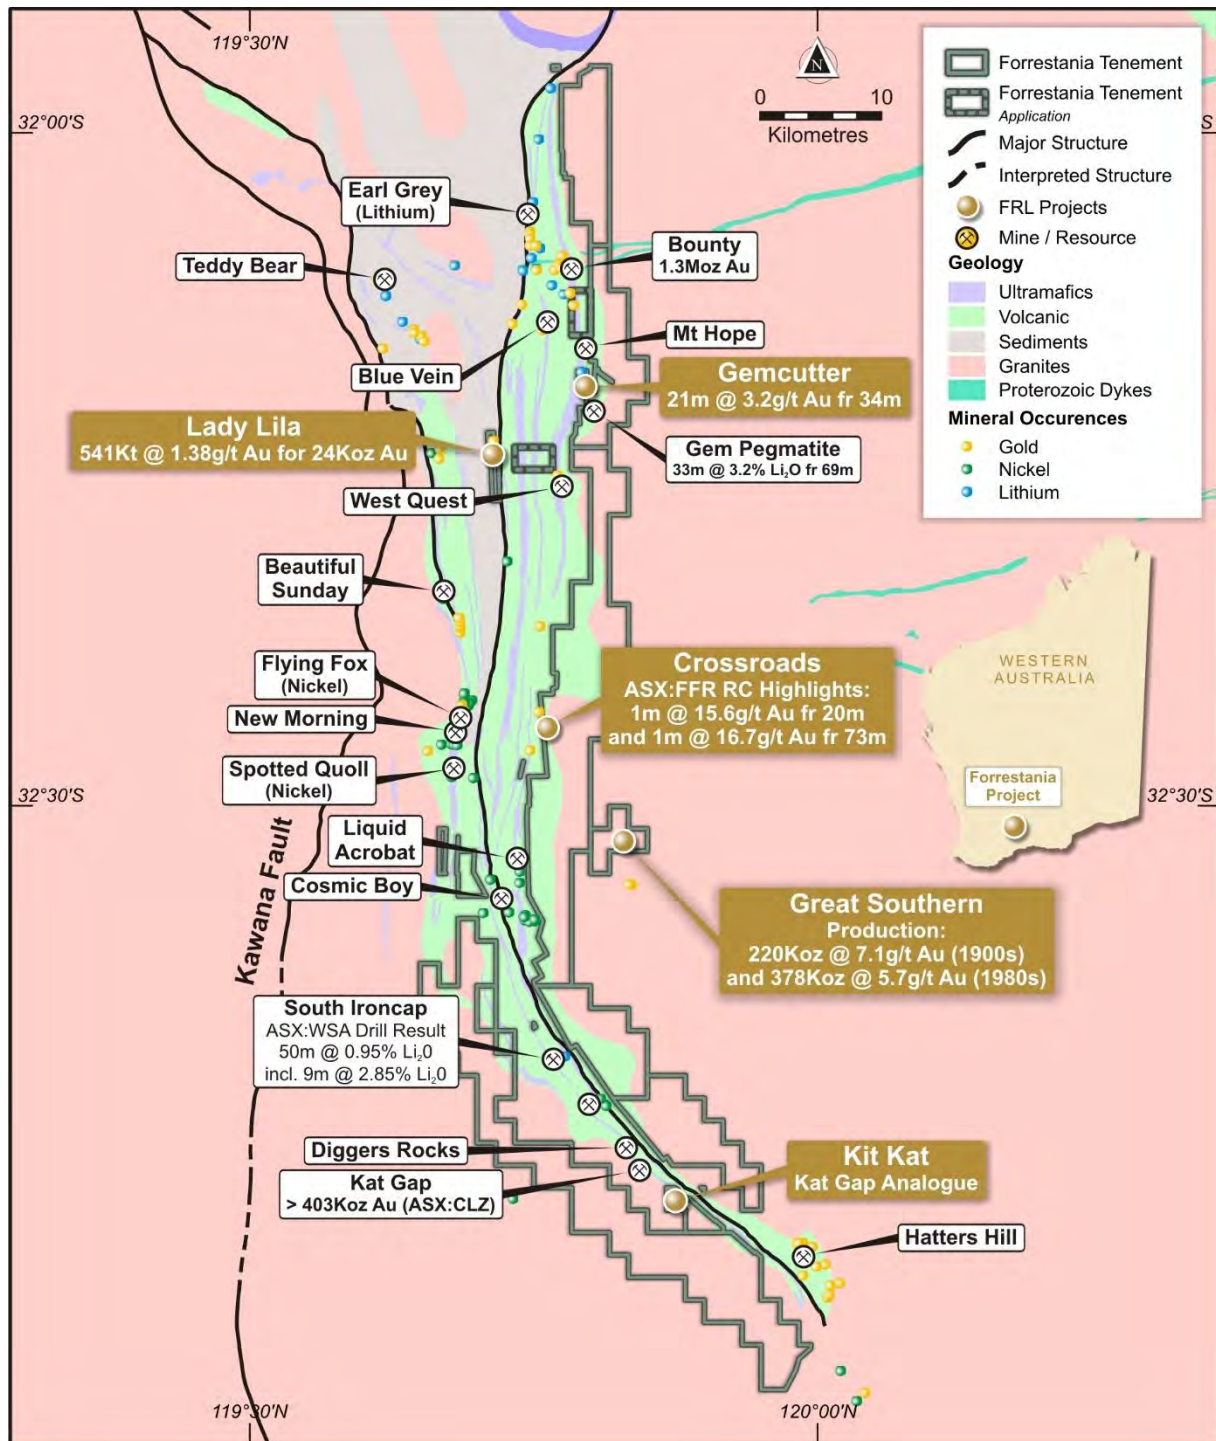 119°30'N
120°00'N
32°00'S
S
N
0 10
Kilometres
Forrestania Tenement
Forrestania Tenement
Application
Major Structure
Interpreted Structure
FRL Projects
Mine / Resource
Geology
Ultramafics
Volcanic
Sediments
Granites
Proterozoic Dykes
Mineral Occurences
Gold
Nickel
Lithium
Earl Grey
(Lithium)
Teddy Bear
Bounty
1.3Moz Au
Mt Hope
Blue Vein
Gemcutter
21m @ 3.2g/t Au fr 34m
Lady Lila
541Kt @ 1.38g/t Au for 24Koz Au
Gem Pegmatite
33m @ 3.2% Li₂O fr 69m
West Quest
Beautiful
Sunday
Flying Fox
(Nickel)
New Morning
Spotted Quoll
(Nickel)
Crossroads
ASX:FFR RC Highlights:
1m @ 15.6g/t Au fr 20m
and 1m @ 16.7g/t Au fr 73m
WESTERN
AUSTRALIA
Forrestania
Project
32°30'S
32°30'S
Liquid
Acrobat
Cosmic Boy
Kawana Fault
Great Southern
Production:
220Koz @ 7.1g/t Au (1900s)
and 378Koz @ 5.7g/t Au (1980s)
South Ironcap
ASX:WSA Drill Result
50m @ 0.95% Li₂0
incl. 9m @ 2.85% Li₂0
Diggers Rocks
Kat Gap
> 403Koz Au (ASX:CLZ)
Kit Kat
Kat Gap Analogue
Hatters Hill
119°30'N
120°00'N